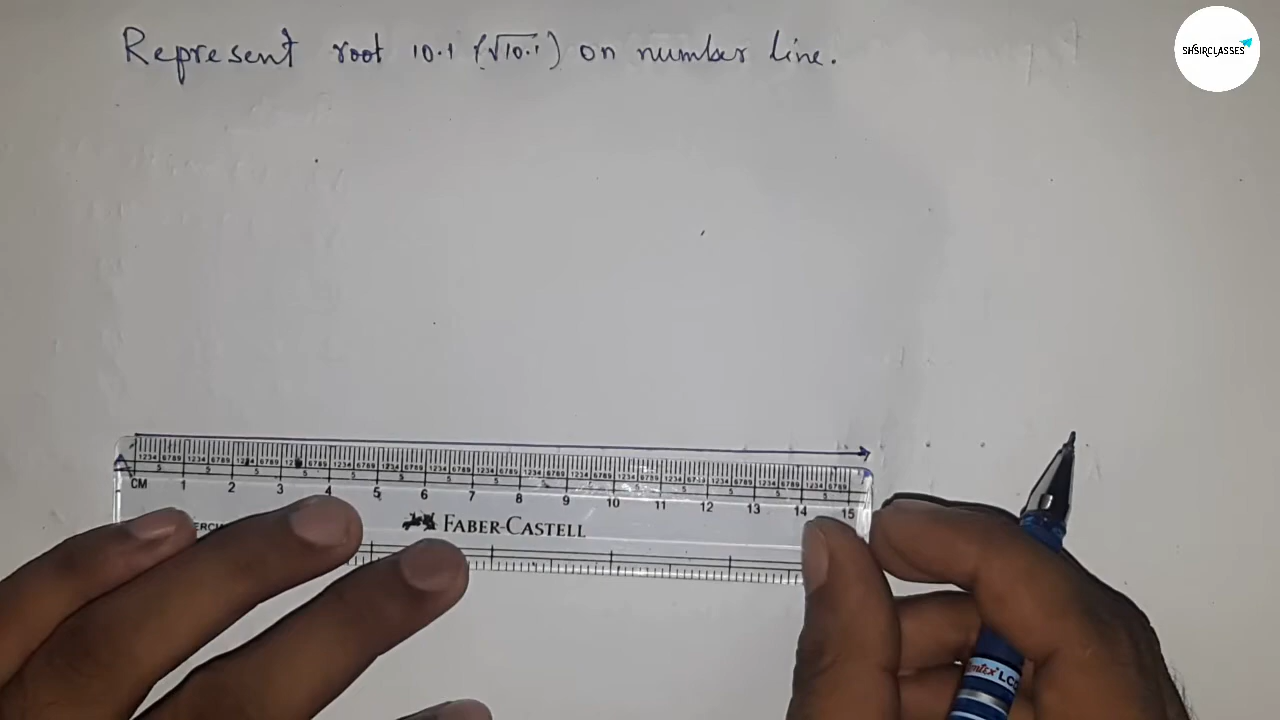 Represent root 10.1 (√10.1) on number line.
SHSIRCLASSES
CM 1 2 3 4 5 6 7 8 9 10 11 12 13 14 15
FABER-CASTELL